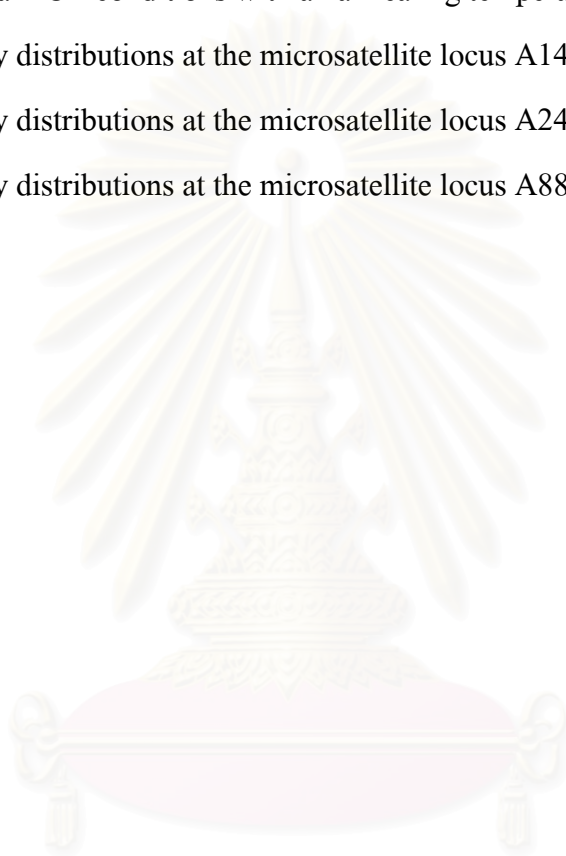 y distributions at the microsatellite locus A14
y distributions at the microsatellite locus A24
y distributions at the microsatellite locus A88